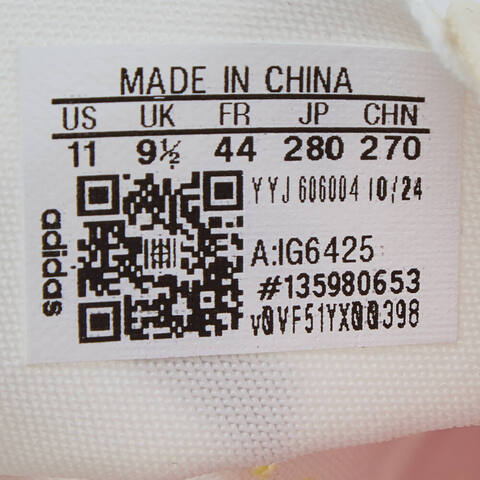 MADE IN CHINA
US UK FR JP CHN
11 9½ 44 280 270
YYJ 606004 10/24
A:IG6425
#135980653
adidas